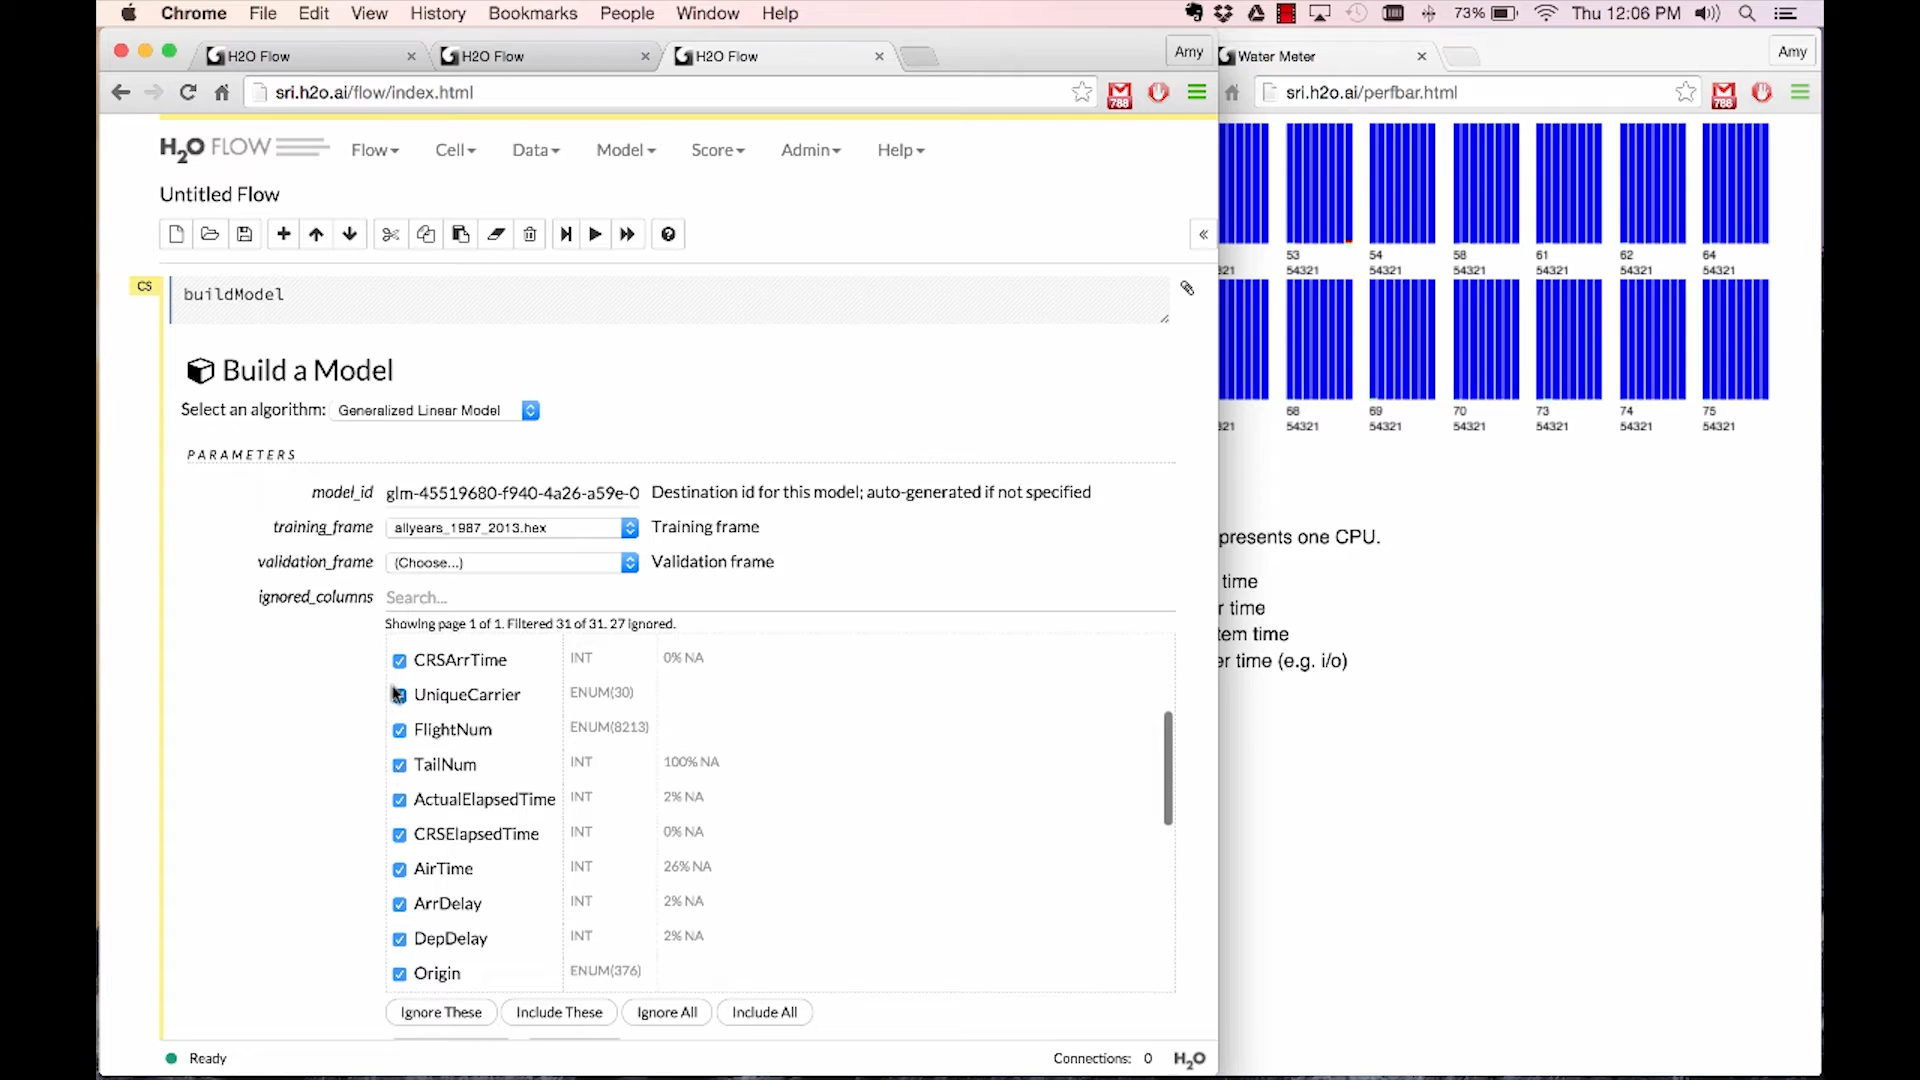 Chrome File Edit View History Bookmarks People Window Help 73% Thu 12:06 PM
H2O Flow H2O Flow H2O Flow Amy Water Meter Amy
sri.h2o.ai/flow/index.html 788 sri.h2o.ai/perfbar.html 788
H2O FLOW Flow Cell Data Model Score Admin Help
Untitled Flow
53 54 58 61 62 64
321 54321 54321 54321 54321 54321 54321
CS buildModel
Build a Model
Select an algorithm: Generalized Linear Model
68 69 70 73 74 75
321 54321 54321 54321 54321 54321 54321
PARAMETERS
model_id glm-45519680-f940-4a26-a59e-0 Destination id for this model; auto-generated if not specified
training_frame allyears_1987_2013.hex Training frame
presents one CPU.
validation_frame (Choose...) Validation frame
time
ignored_columns Search...
r time
Showing page 1 of 1. Filtered 31 of 31. 27 ignored.
tem time
CRSArrTime INT 0% NA
er time (e.g. i/o)
UniqueCarrier ENUM(30)
FlightNum ENUM(8213)
TailNum INT 100% NA
ActualElapsedTime INT 2% NA
CRSElapsedTime INT 0% NA
AirTime INT 26% NA
ArrDelay INT 2% NA
DepDelay INT 2% NA
Origin ENUM(376)
Ignore These Include These Ignore All Include All
Ready Connections: 0 H2O